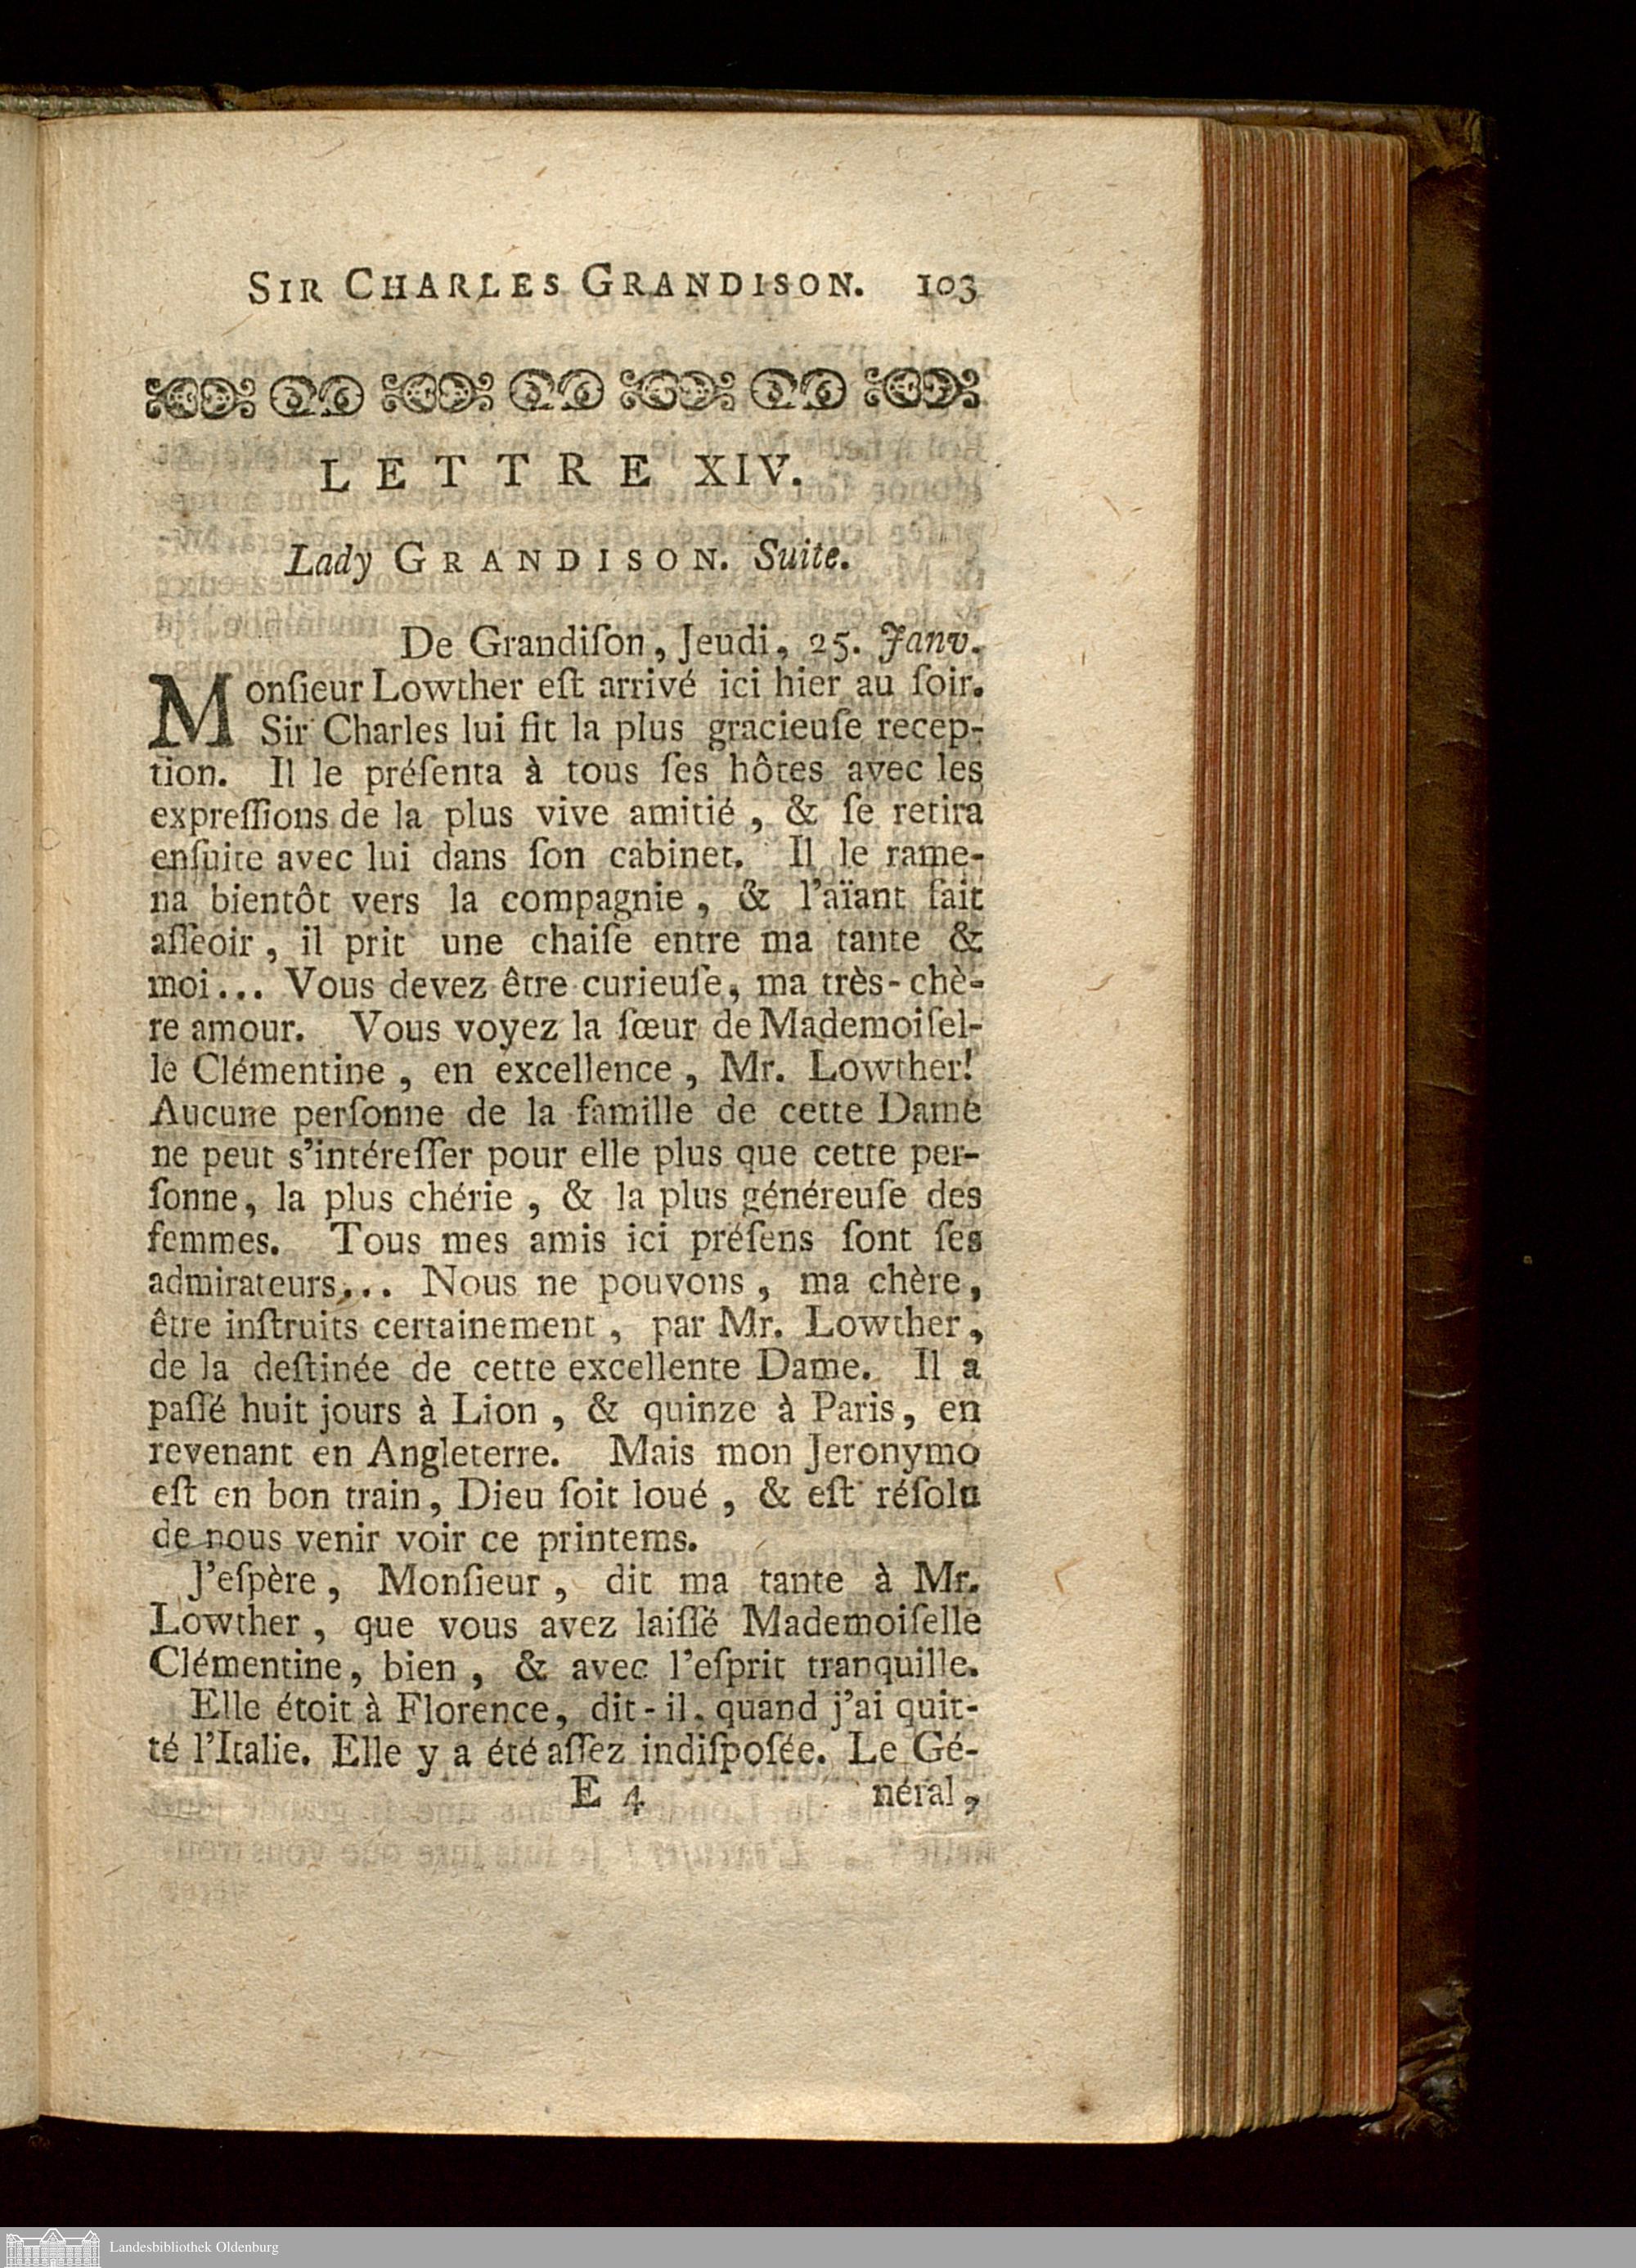 SIR CHARLES GRANDISON. 103
LETTRE XIV.
Lady GRANDISON. Suite.
De Grandiſon, Jeudi, 25. Janv.
Monſieur Lowther eſt arrivé ici hier au ſoir.
Sir Charles lui fit la plus gracieuſe recep-
tion. Il le préſenta à tous ſes hôtes avec les
expreſſions de la plus vive amitié, & ſe retira
enſuite avec lui dans ſon cabinet. Il le rame-
na bientôt vers la compagnie, & l'aïant fait
aſſeoir, il prit une chaiſe entre ma tante &
moi... Vous devez être curieuſe, ma très-chè-
re amour. Vous voyez la ſœur de Mademoiſel-
le Clémentine, en excellence, Mr. Lowther!
Aucune perſonne de la famille de cette Dame
ne peut s'intéreſſer pour elle plus que cette per-
ſonne, la plus chérie, & la plus généreuſe des
femmes. Tous mes amis ici préſens ſont ſes
admirateurs... Nous ne pouvons, ma chère,
être inſtruits certainement, par Mr. Lowther,
de la deſtinée de cette excellente Dame. Il a
paſſé huit jours à Lion, & quinze à Paris, en
revenant en Angleterre. Mais mon Jeronymo
eſt en bon train, Dieu ſoit loué, & eſt réſolu
de nous venir voir ce printems.
J'eſpère, Monſieur, dit ma tante à Mr.
Lowther, que vous avez laiſſé Mademoiſelle
Clémentine, bien, & avec l'eſprit tranquille.
Elle étoit à Florence, dit-il, quand j'ai quit-
té l'Italie. Elle y a été aſſez indiſpoſée. Le Gé-
E 4 néral,
Landesbibliothek Oldenburg